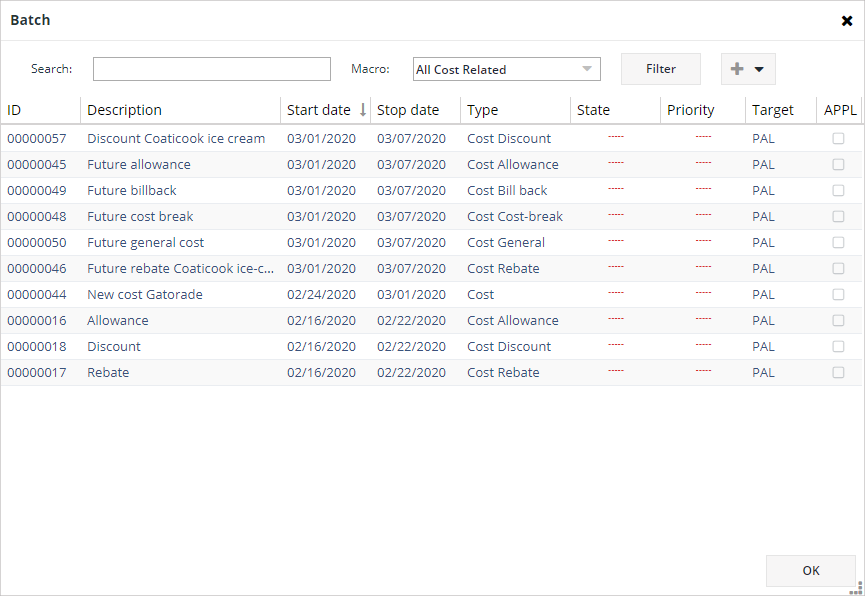 Batch
Search: Macro: All Cost Related Filter
ID Description Start date Stop date Type State Priority Target APPL
00000057 Discount Coaticook ice cream 03/01/2020 03/07/2020 Cost Discount ----- ----- PAL
00000045 Future allowance 03/01/2020 03/07/2020 Cost Allowance ----- ----- PAL
00000049 Future billback 03/01/2020 03/07/2020 Cost Bill back ----- ----- PAL
00000048 Future cost break 03/01/2020 03/07/2020 Cost Cost-break ----- ----- PAL
00000050 Future general cost 03/01/2020 03/07/2020 Cost General ----- ----- PAL
00000046 Future rebate Coaticook ice-c... 03/01/2020 03/07/2020 Cost Rebate ----- ----- PAL
00000044 New cost Gatorade 02/24/2020 03/01/2020 Cost ----- ----- PAL
00000016 Allowance 02/16/2020 02/22/2020 Cost Allowance ----- ----- PAL
00000018 Discount 02/16/2020 02/22/2020 Cost Discount ----- ----- PAL
00000017 Rebate 02/16/2020 02/22/2020 Cost Rebate ----- ----- PAL
OK